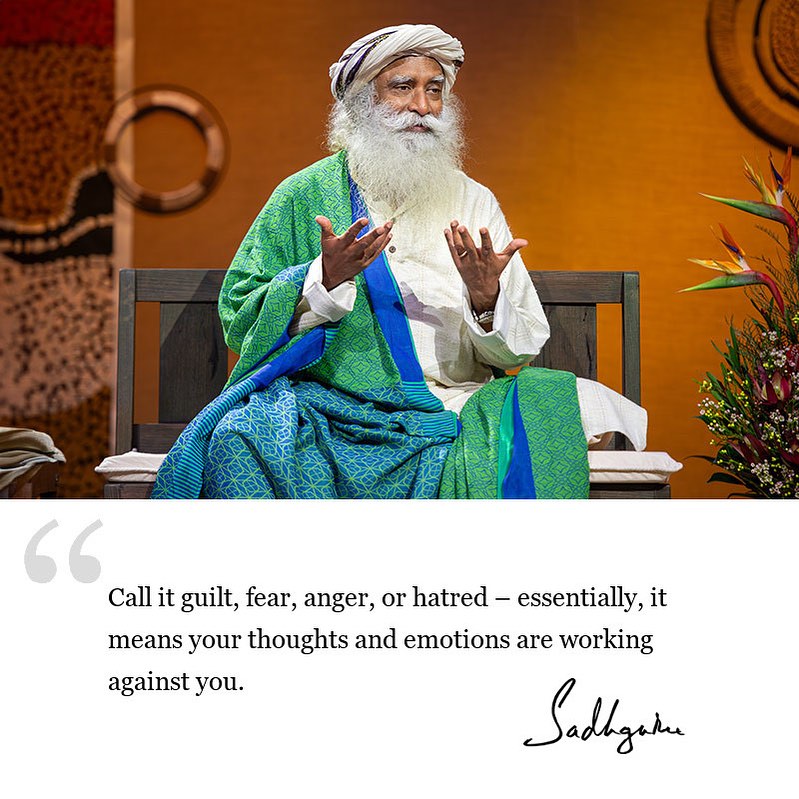 Call it guilt, fear, anger, or hatred – essentially, it
means your thoughts and emotions are working
against you.
Sadhguru